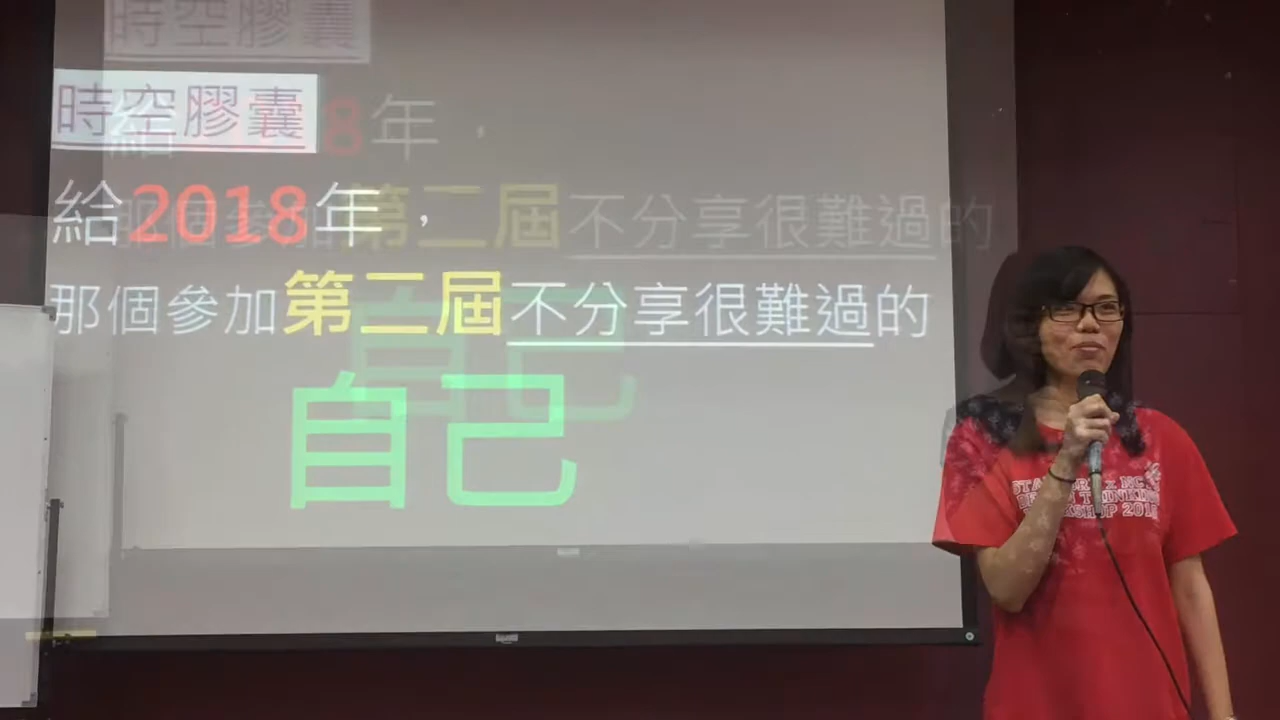 時空膠囊
給2018年，
那個參加第二屆不分享很難過的
自己